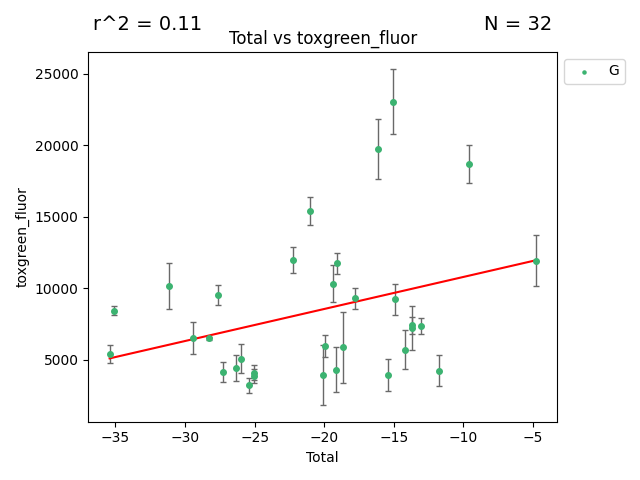 r^2 = 0.11
N = 32
Total vs toxgreen_fluor
G
25000
20000
15000
10000
5000
toxgreen_fluor
−35
−30
−25
−20
−15
−10
−5
Total